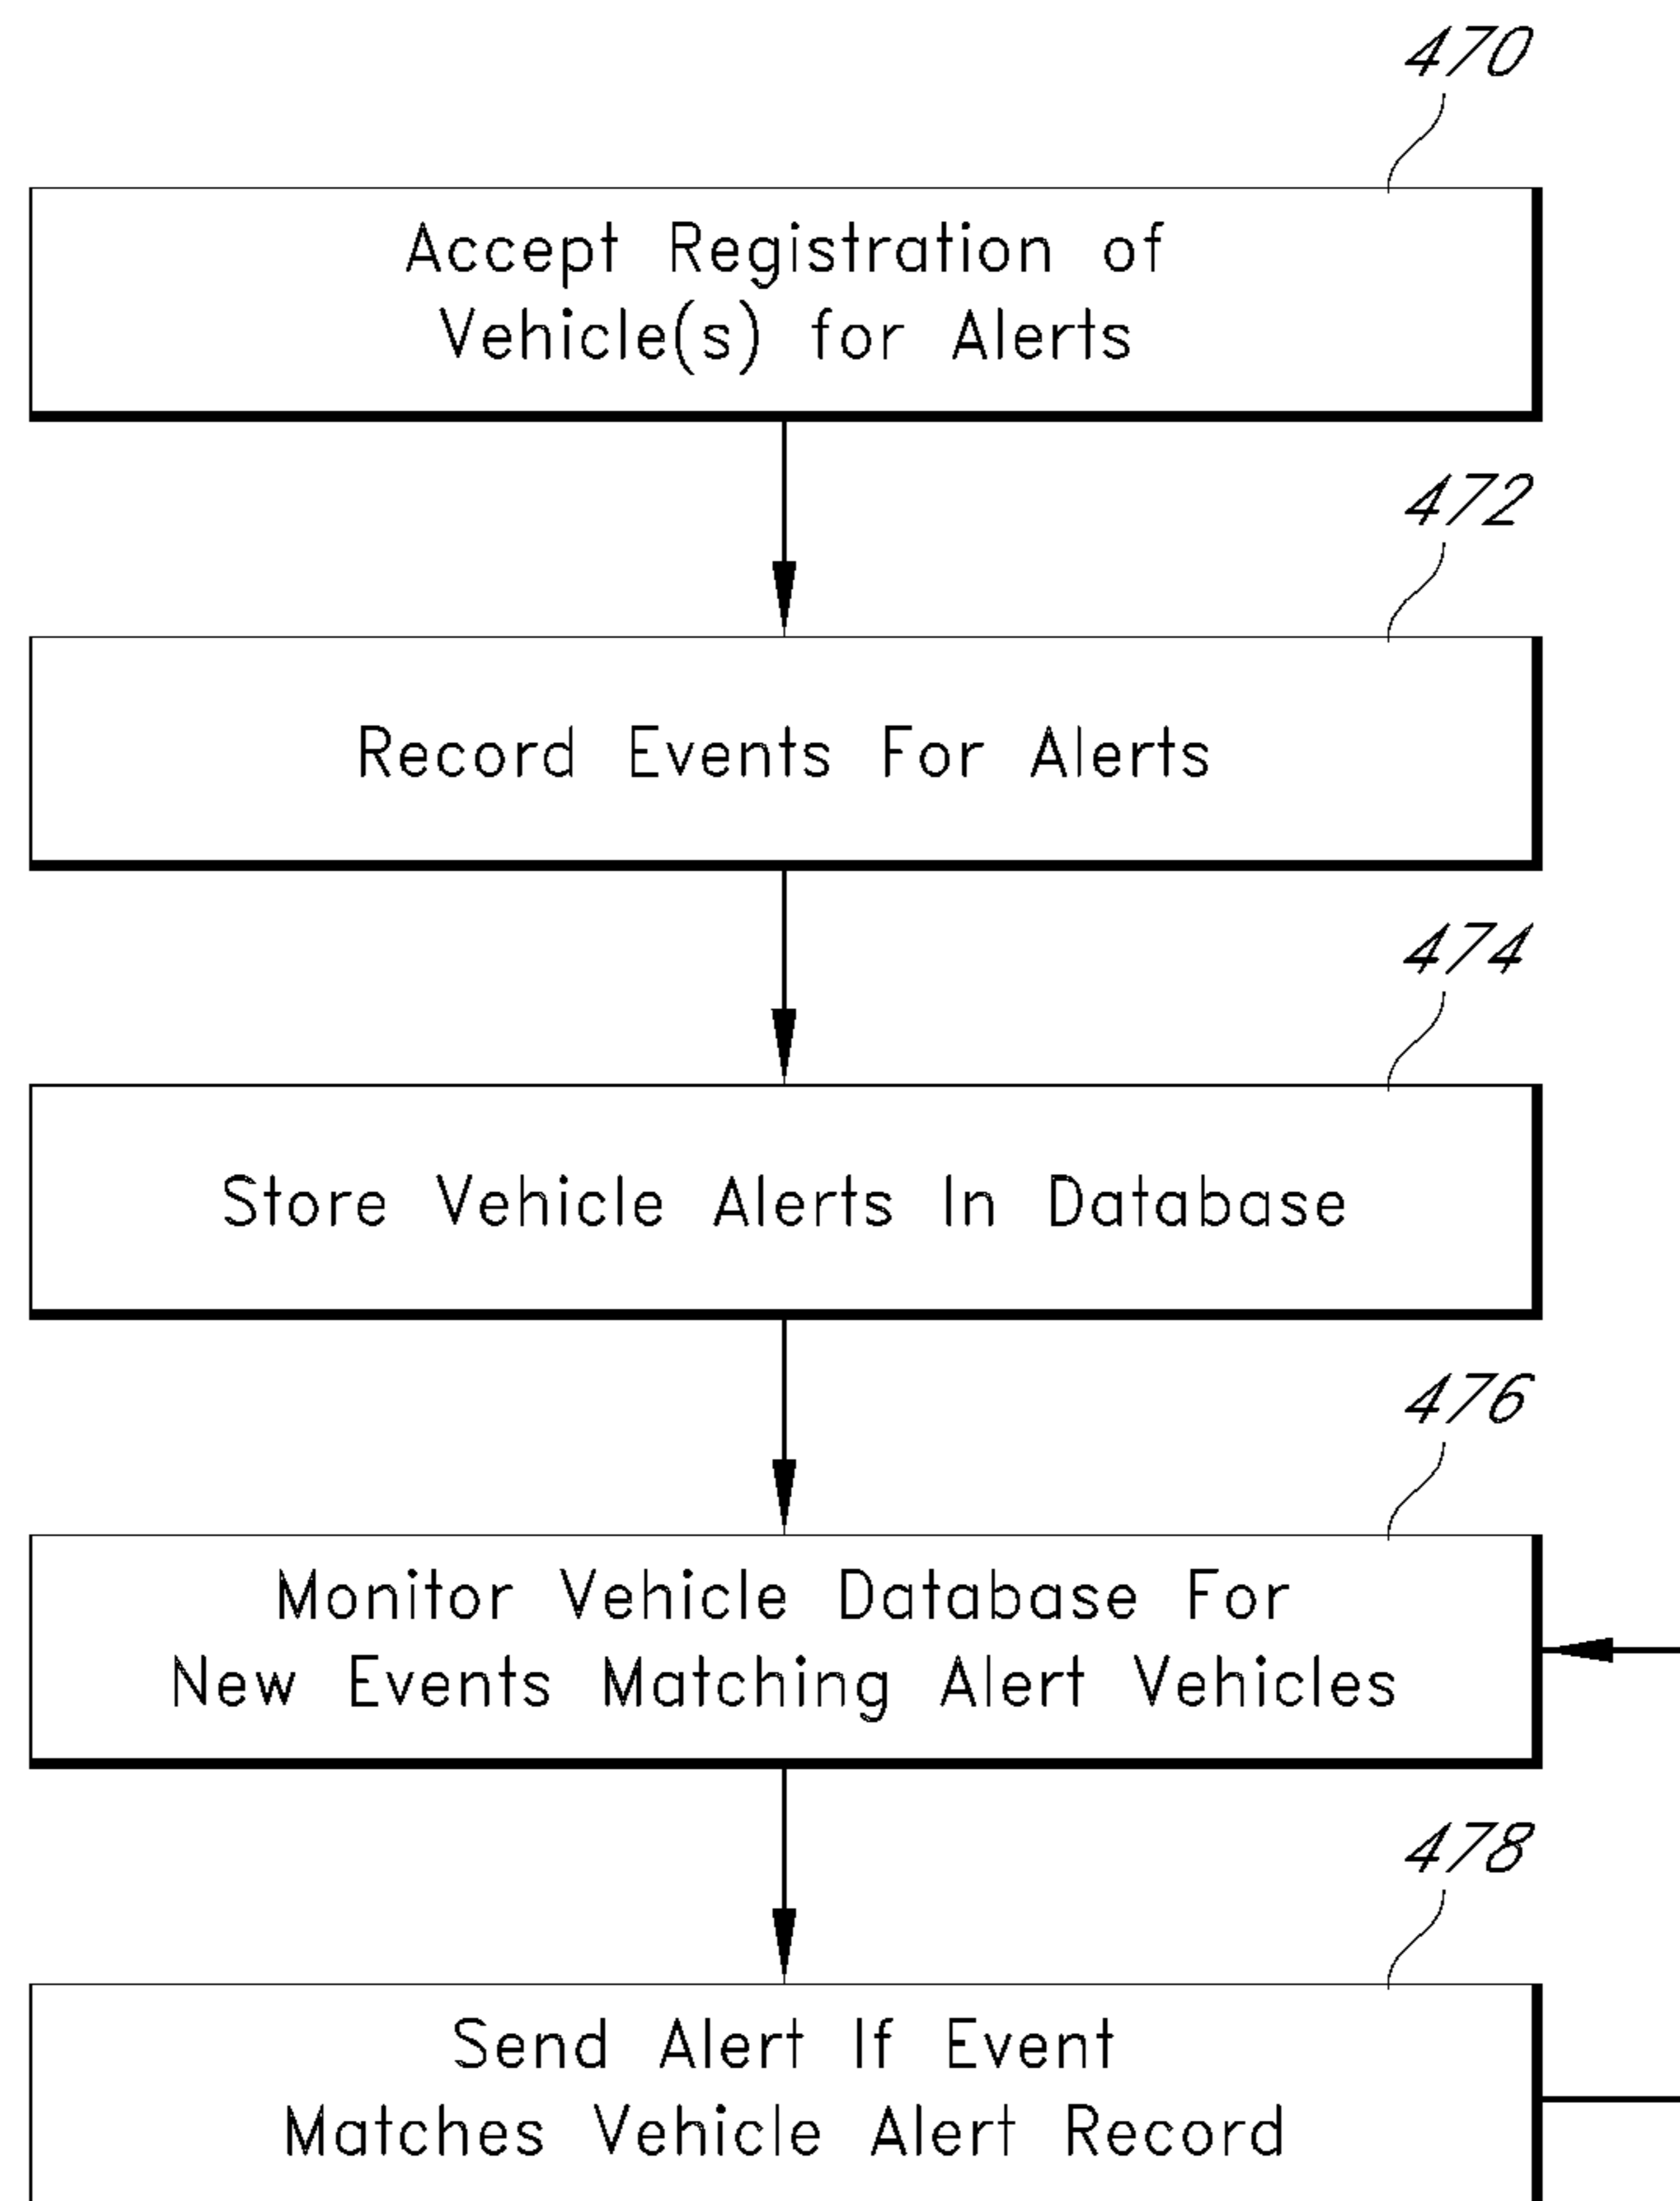 470
Accept Registration of
Vehicle(s) for Alerts
472
Record Events For Alerts
474
Store Vehicle Alerts In Database
476
Monitor Vehicle Database For
New Events Matching Alert Vehicles
478
Send Alert If Event
Matches Vehicle Alert Record